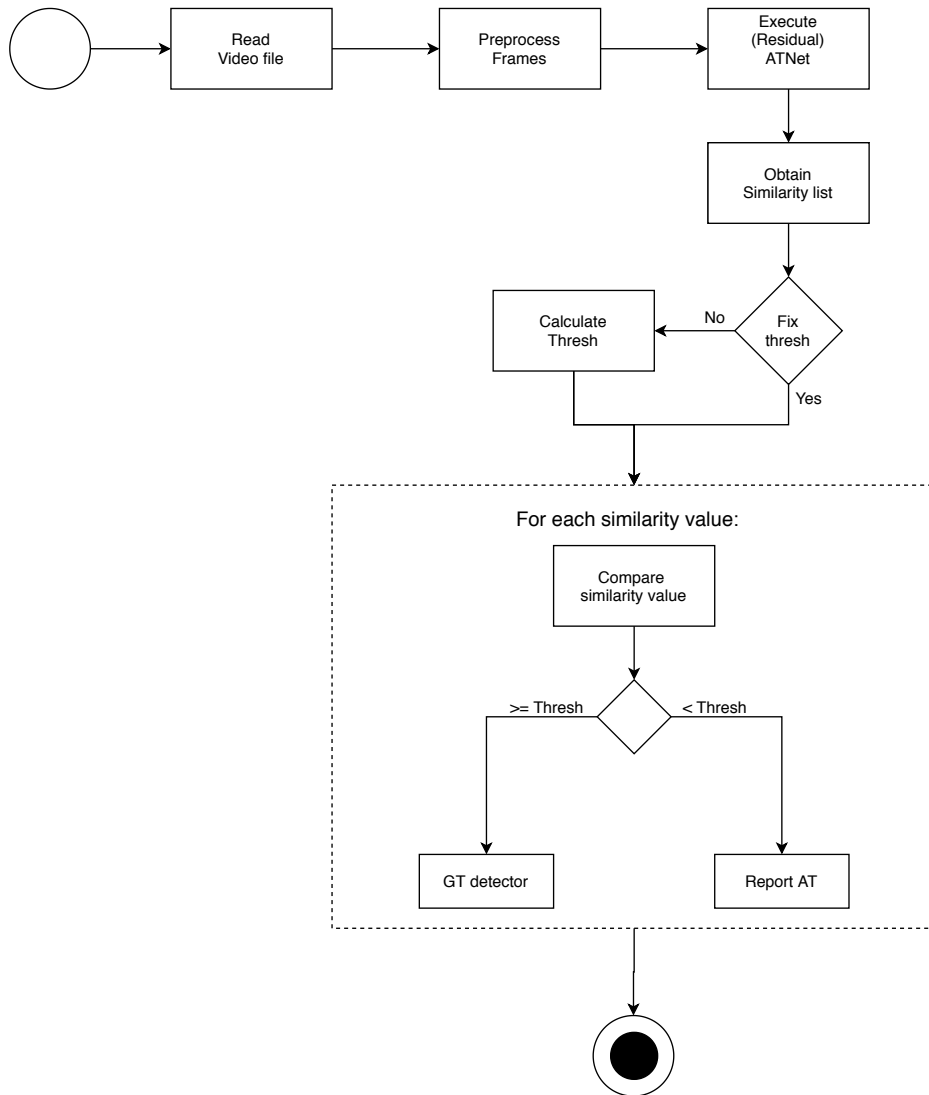 Read
Video file
Preprocess
Frames
Execute
(Residual)
ATNet
Obtain
Similarity list
Fix
thresh
No
Calculate
Thresh
Yes
For each similarity value:
Compare
similarity value
>= Thresh
< Thresh
GT detector
Report AT